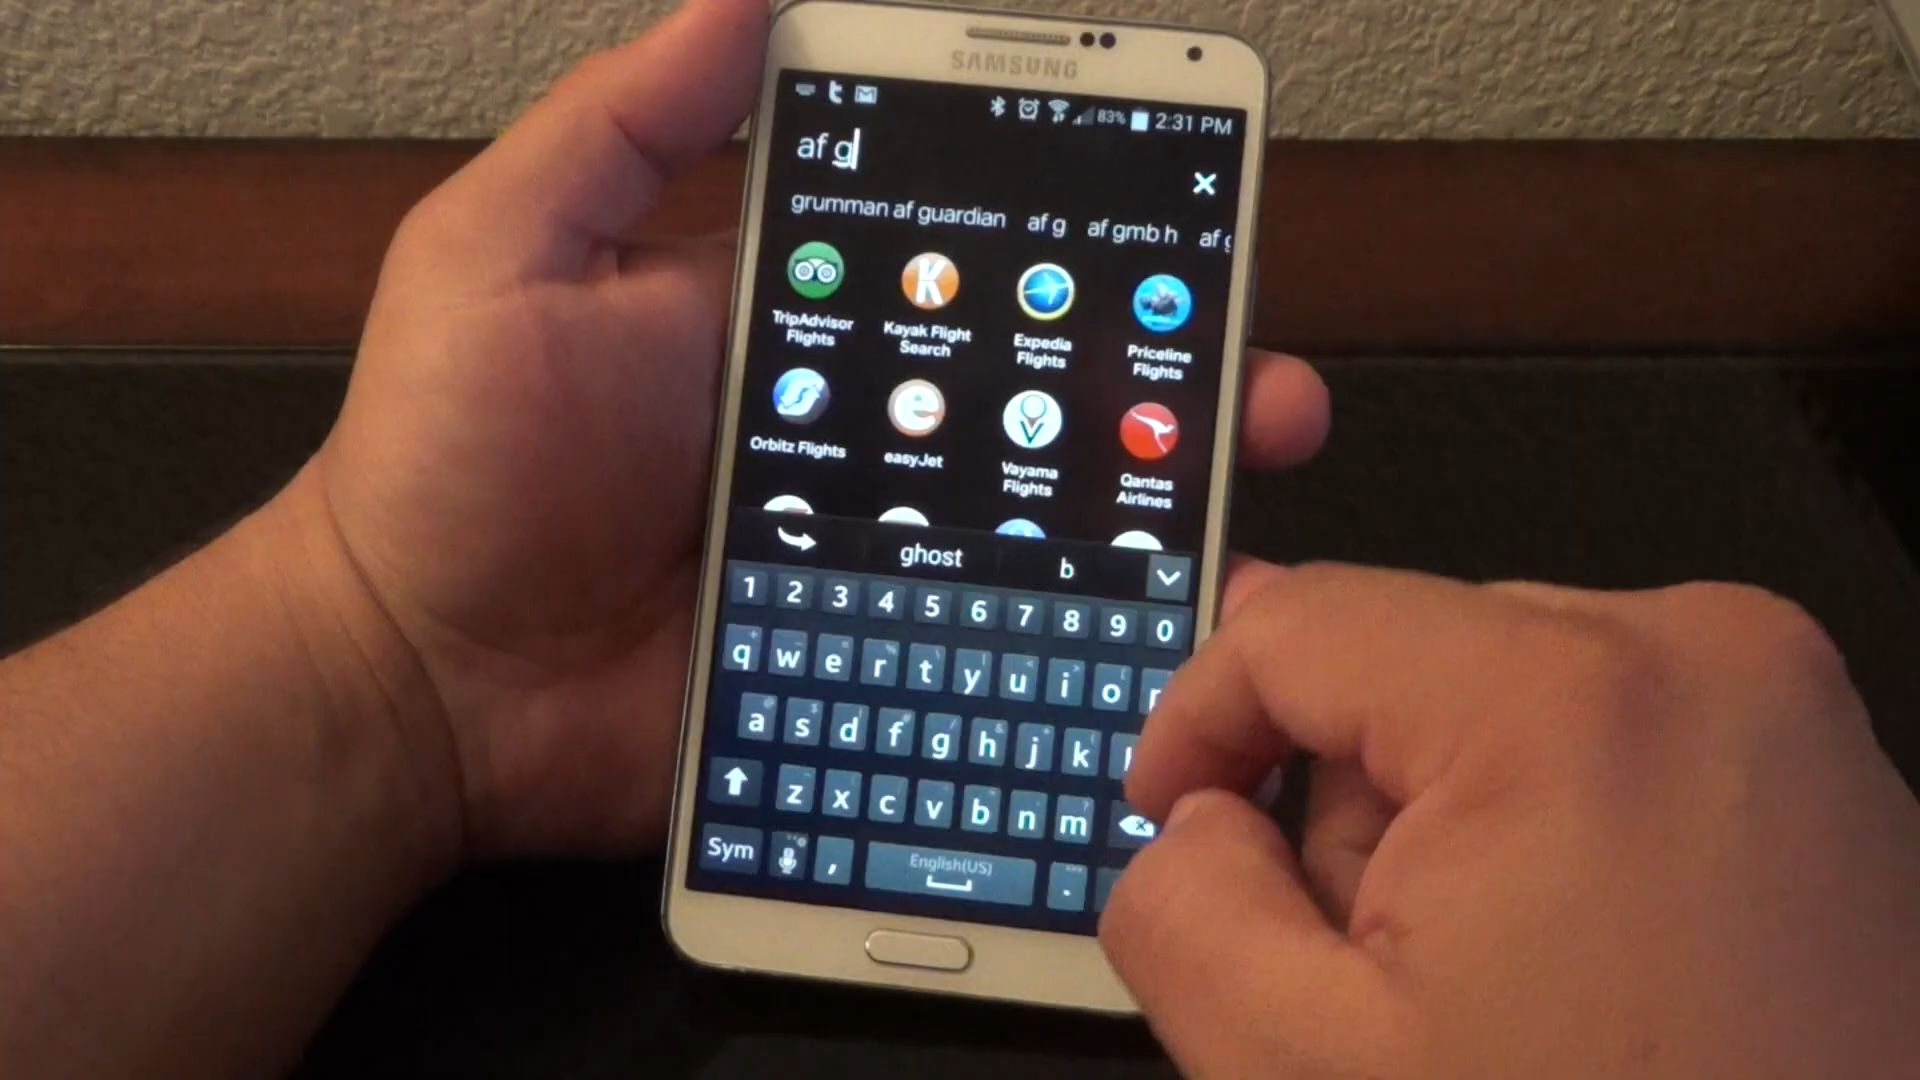 SAMSUNG
83% 2:31 PM
af g
grumman af guardian af g af gmb h af
TripAdvisor Flights
Kayak Flight Search
Expedia Flights
Priceline Flights
Orbitz Flights
easyJet
Vayama Flights
Qantas Airlines
ghost b
1 2 3 4 5 6 7 8 9 0
q w e r t y u i o
a s d f g h j k
z x c v b n m
Sym , English(US) .